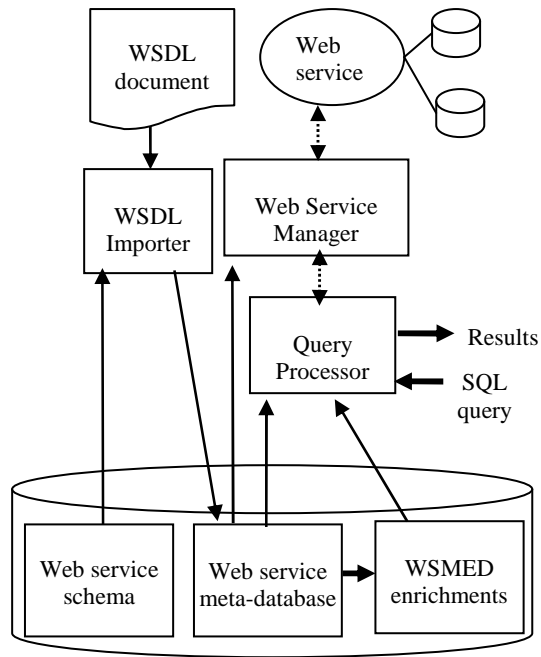 WSDL
document
Web
service
WSDL
Importer
Web Service
Manager
Query
Processor
Results
SQL
query
Web service
schema
Web service
meta-database
WSMED
enrichments